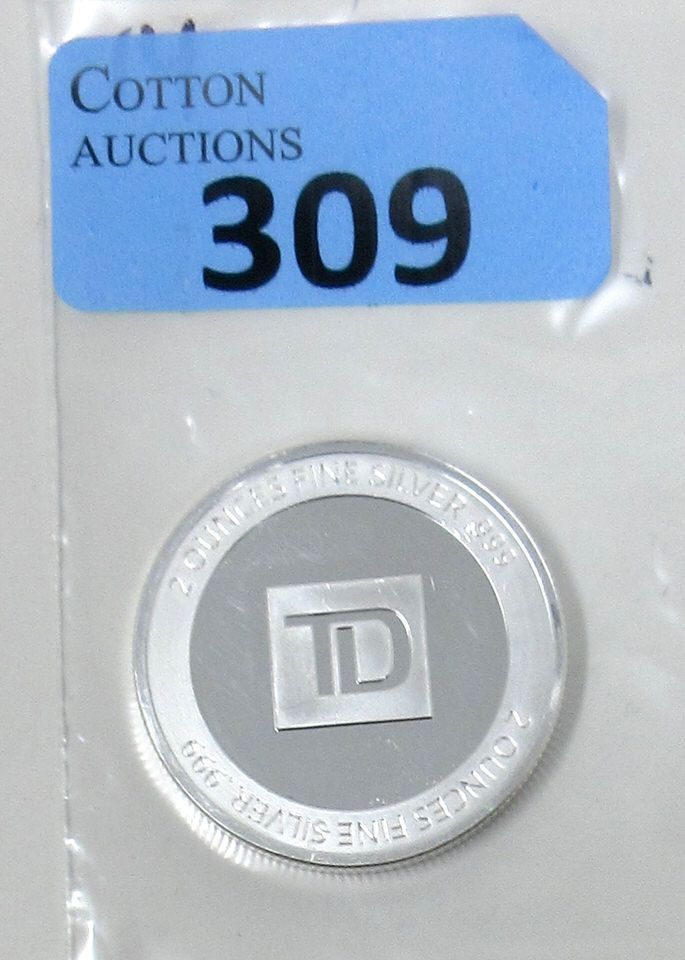 COTTON
AUCTIONS
309
2 OUNCES FINE SILVER .999
TD
2 OUNCES FINE SILVER .999